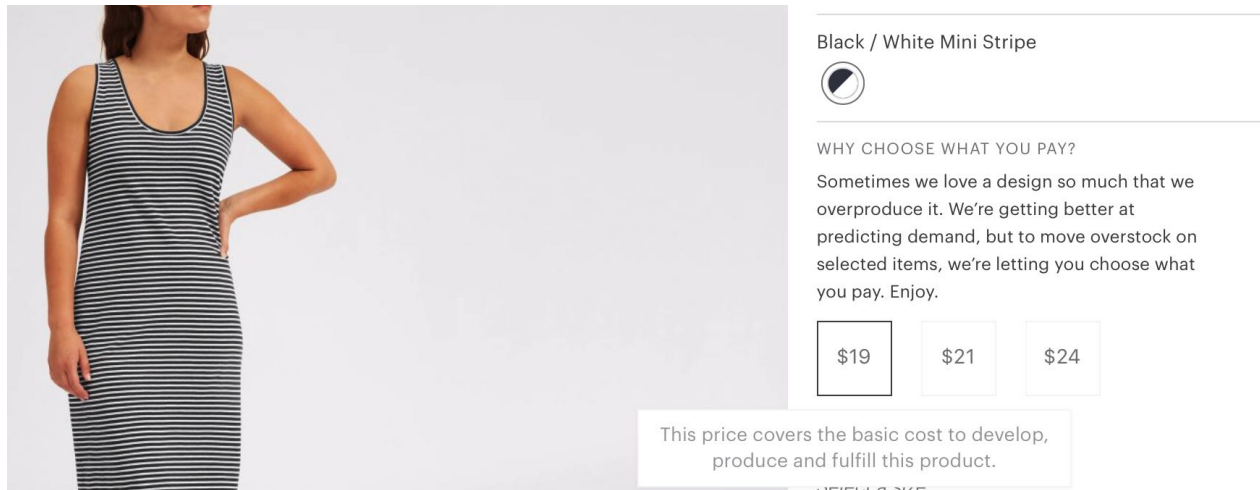 Black / White Mini Stripe
WHY CHOOSE WHAT YOU PAY?
Sometimes we love a design so much that we
overproduce it. We’re getting better at
predicting demand, but to move overstock on
selected items, we’re letting you choose what
you pay. Enjoy.
$19 $21 $24
This price covers the basic cost to develop,
produce and fulfill this product.